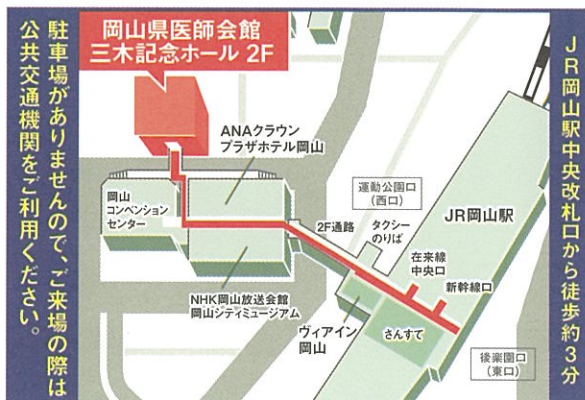 岡山県医師会館
三木記念ホール 2F
駐車場がありませんので、ご来場の際は
公共交通機関をご利用ください。
JR岡山駅中央改札口から徒歩約3分
ANAクラウン
プラザホテル岡山
岡山
コンベンション
センター
運動公園口
(西口)
2F通路
タクシー
のりば
JR岡山駅
在来線
中央口
新幹線口
NHK岡山放送会館
岡山シティミュージアム
ヴィアイン
岡山
さんすて
後楽園口
(東口)